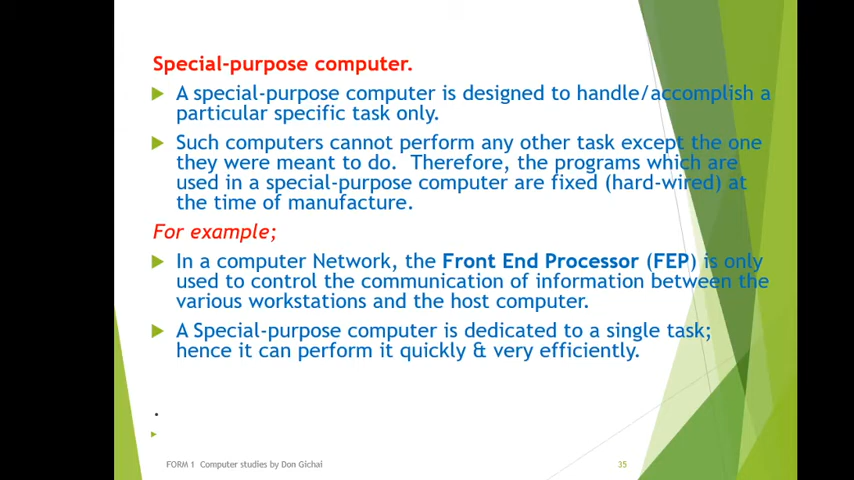 Special-purpose computer.
A special-purpose computer is designed to handle/accomplish a
particular specific task only.
Such computers cannot perform any other task except the one
they were meant to do. Therefore, the programs which are
used in a special-purpose computer are fixed (hard-wired) at
the time of manufacture.
For example;
In a computer Network, the Front End Processor (FEP) is only
used to control the communication of information between the
various workstations and the host computer.
A Special-purpose computer is dedicated to a single task;
hence it can perform it quickly & very efficiently.
.
FORM 1 Computer studies by Don Gichai
35